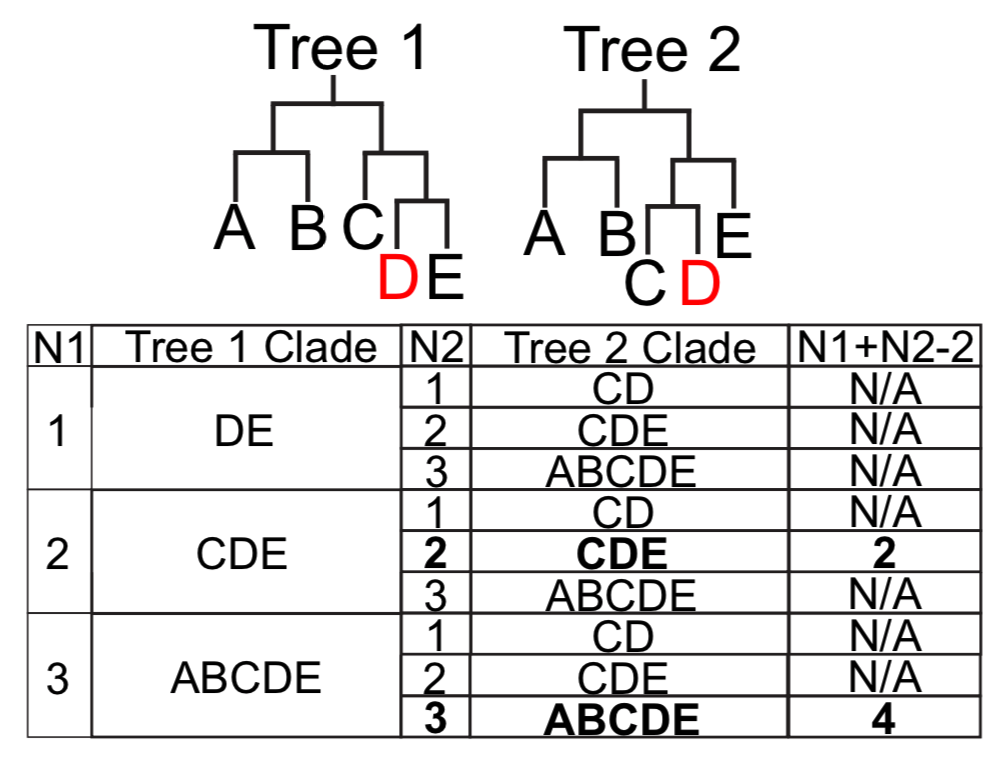 Tree 1 Tree 2
A B C A B E
D E C D
N1 Tree 1 Clade N2 Tree 2 Clade N1+N2-2
1 CD N/A
1 DE 2 CDE N/A
3 ABCDE N/A
1 CD N/A
2 CDE 2 CDE 2
3 ABCDE N/A
1 CD N/A
3 ABCDE 2 CDE N/A
3 ABCDE 4